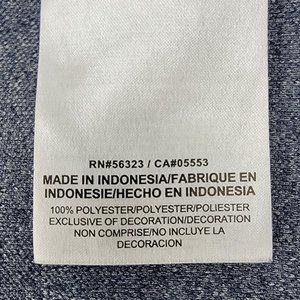 RN#56323 / CA#05553
MADE IN INDONESIA/FABRIQUE EN
INDONESIE/HECHO EN INDONESIA
100% POLYESTER/POLYESTER/POLIESTER
EXCLUSIVE OF DECORATION/DECORATION
NON COMPRISE/NO INCLUYE LA
DECORACION